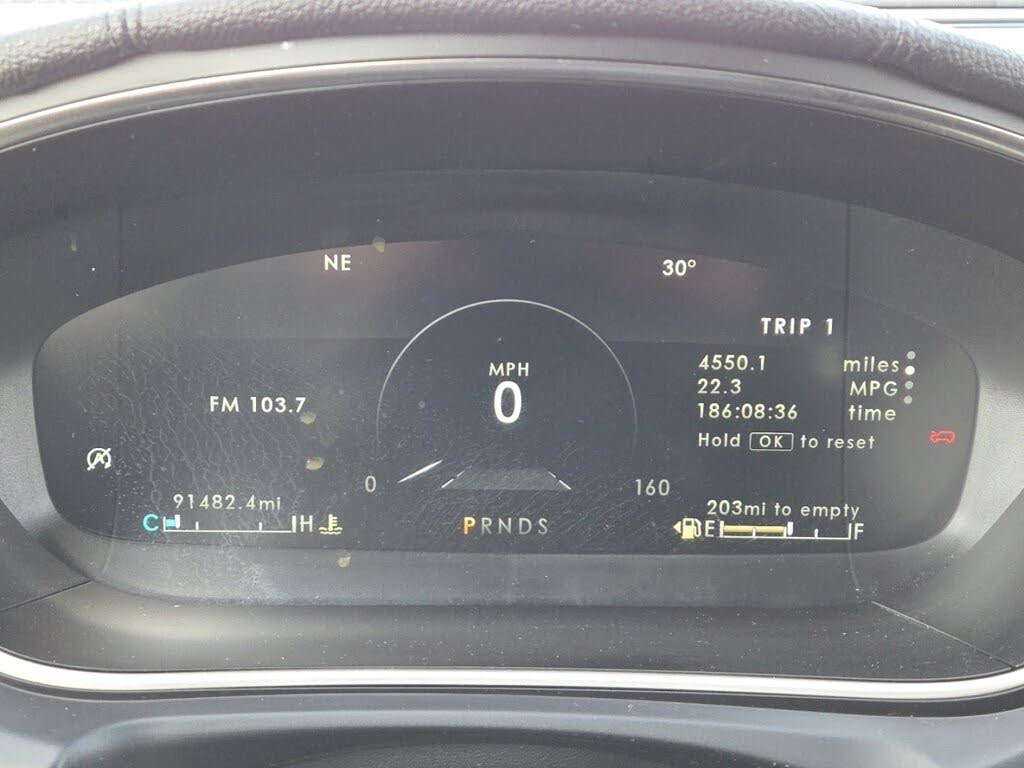 NE
30°
TRIP 1
MPH
0
4550.1 miles
22.3 MPG
186:08:36 time
Hold OK to reset
FM 103.7
A
0
160
91482.4mi
203mi to empty
C H
PRNDS
E F